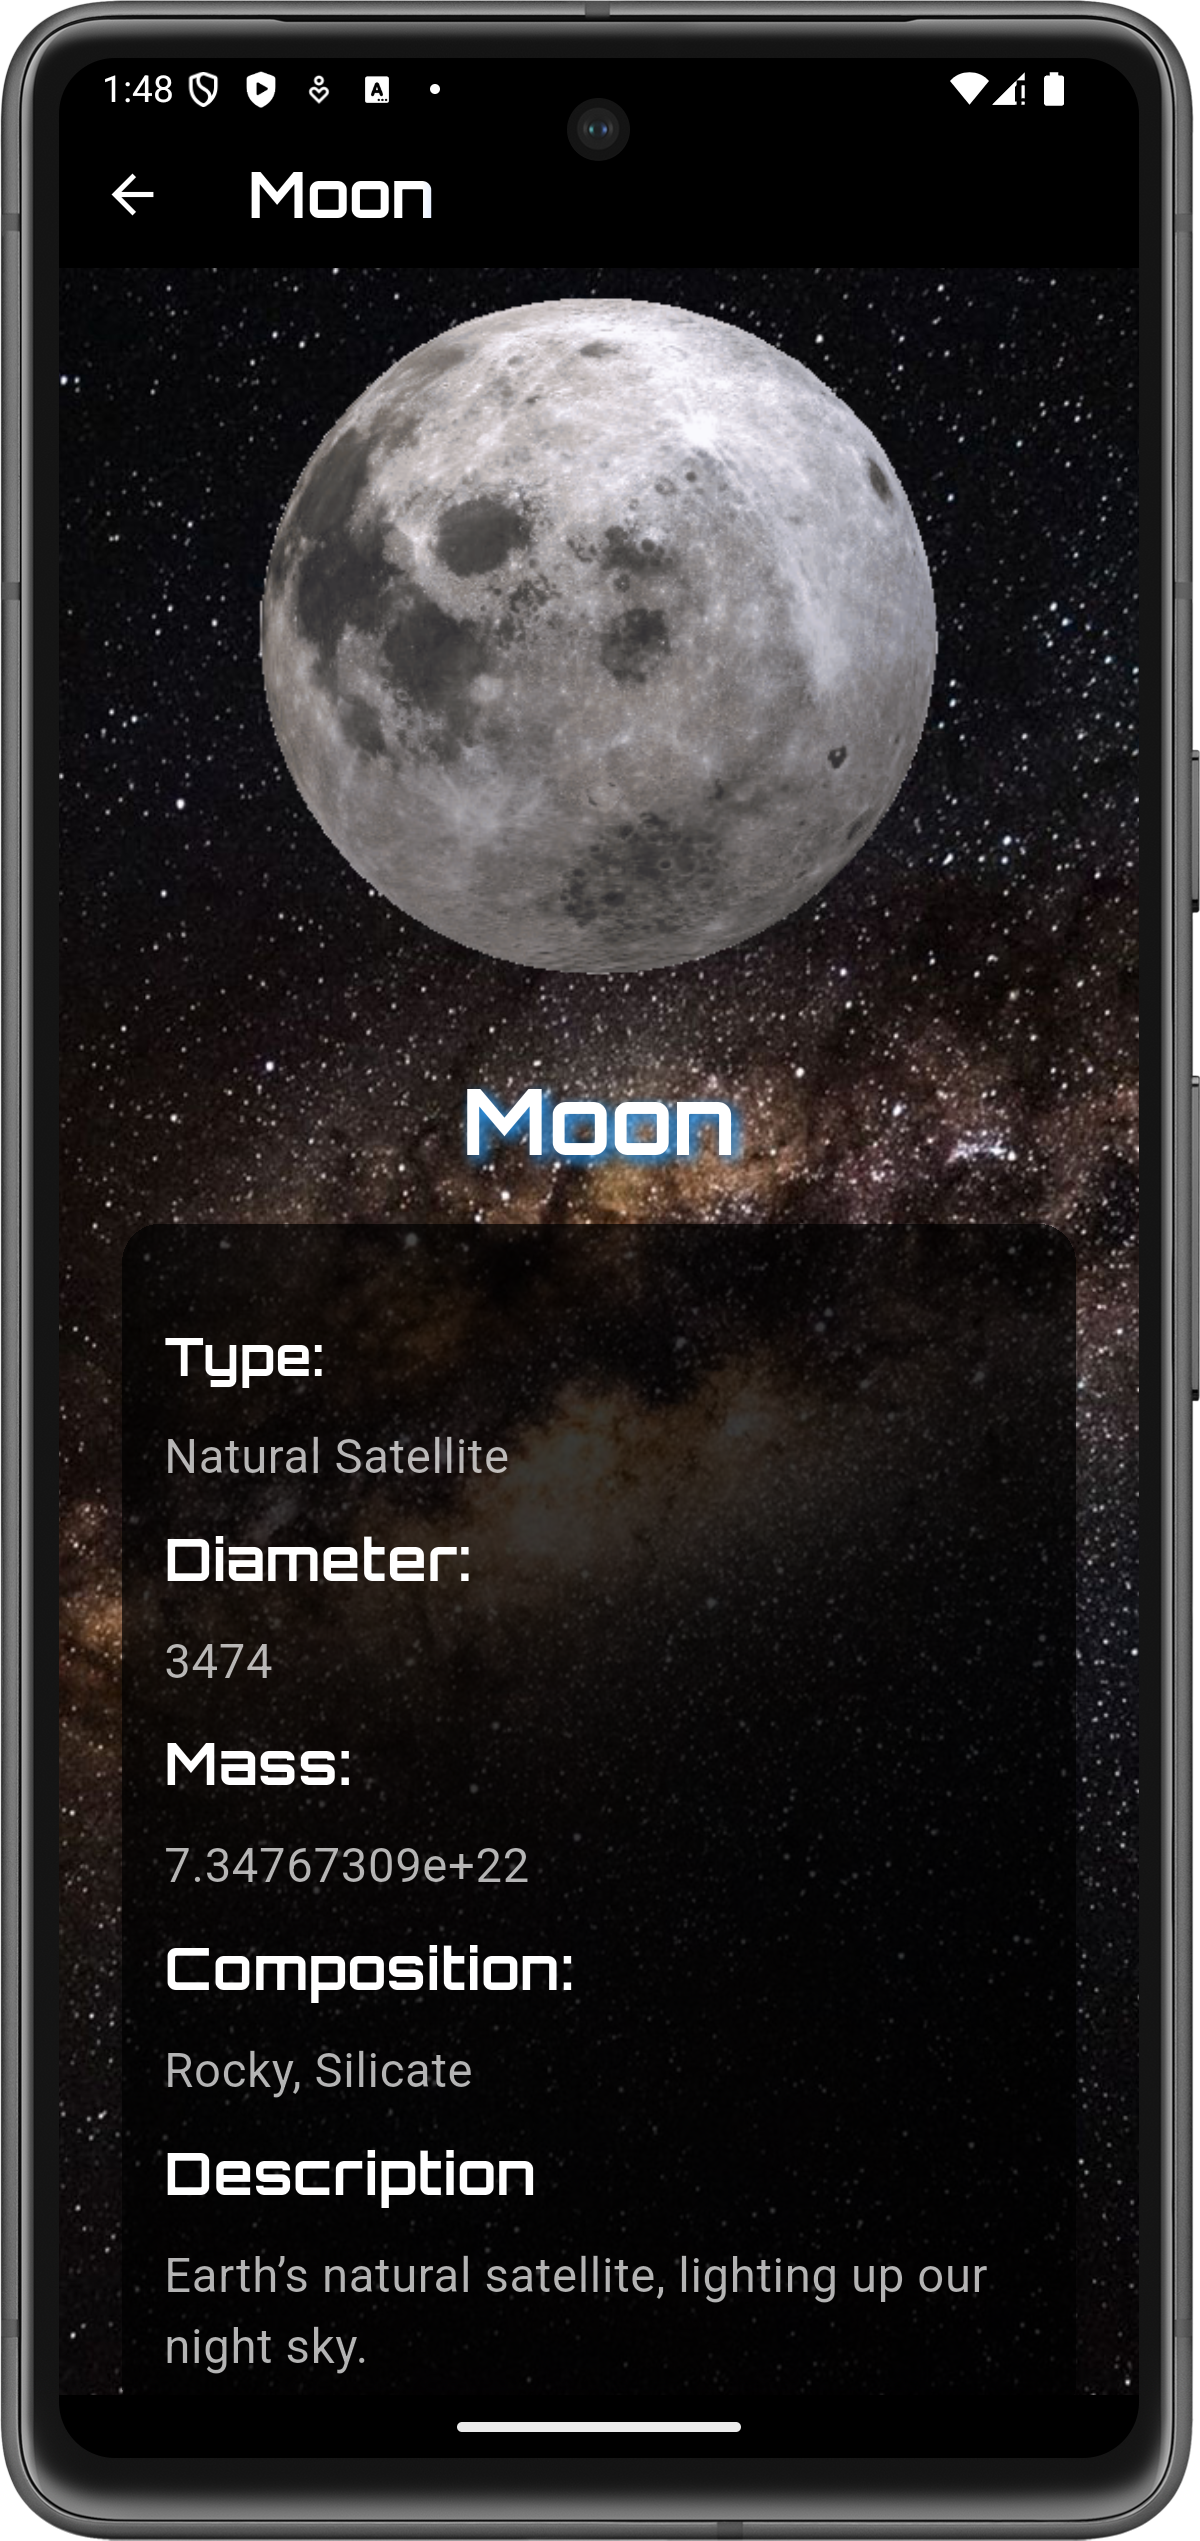 1:48
Moon
Moon
Type:
Natural Satellite
Diameter:
3474
Mass:
7.34767309e+22
Composition:
Rocky, Silicate
Description
Earth’s natural satellite, lighting up our
night sky.